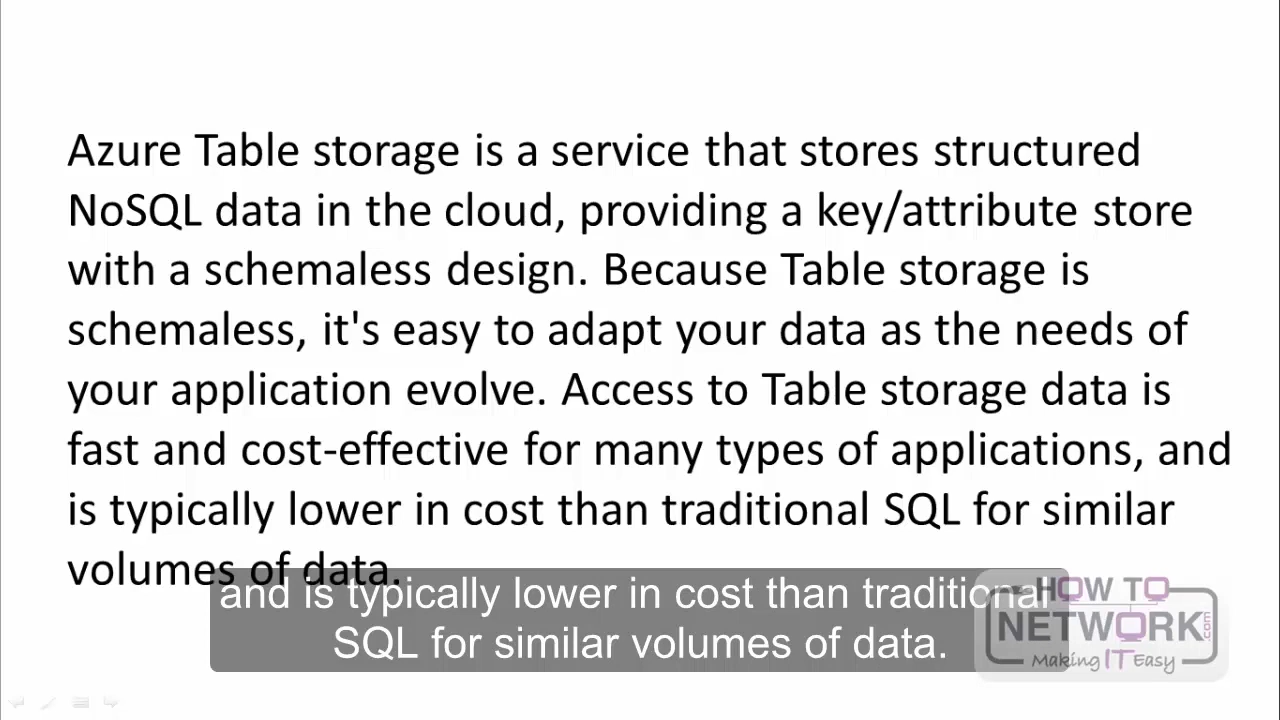 Azure Table storage is a service that stores structured
NoSQL data in the cloud, providing a key/attribute store
with a schemaless design. Because Table storage is
schemaless, it's easy to adapt your data as the needs of
your application evolve. Access to Table storage data is
fast and cost-effective for many types of applications, and
is typically lower in cost than traditional SQL for similar
volumes of data.
and is typically lower in cost than traditional
SQL for similar volumes of data.
HOW TO
NETWORK.com
Making IT Easy